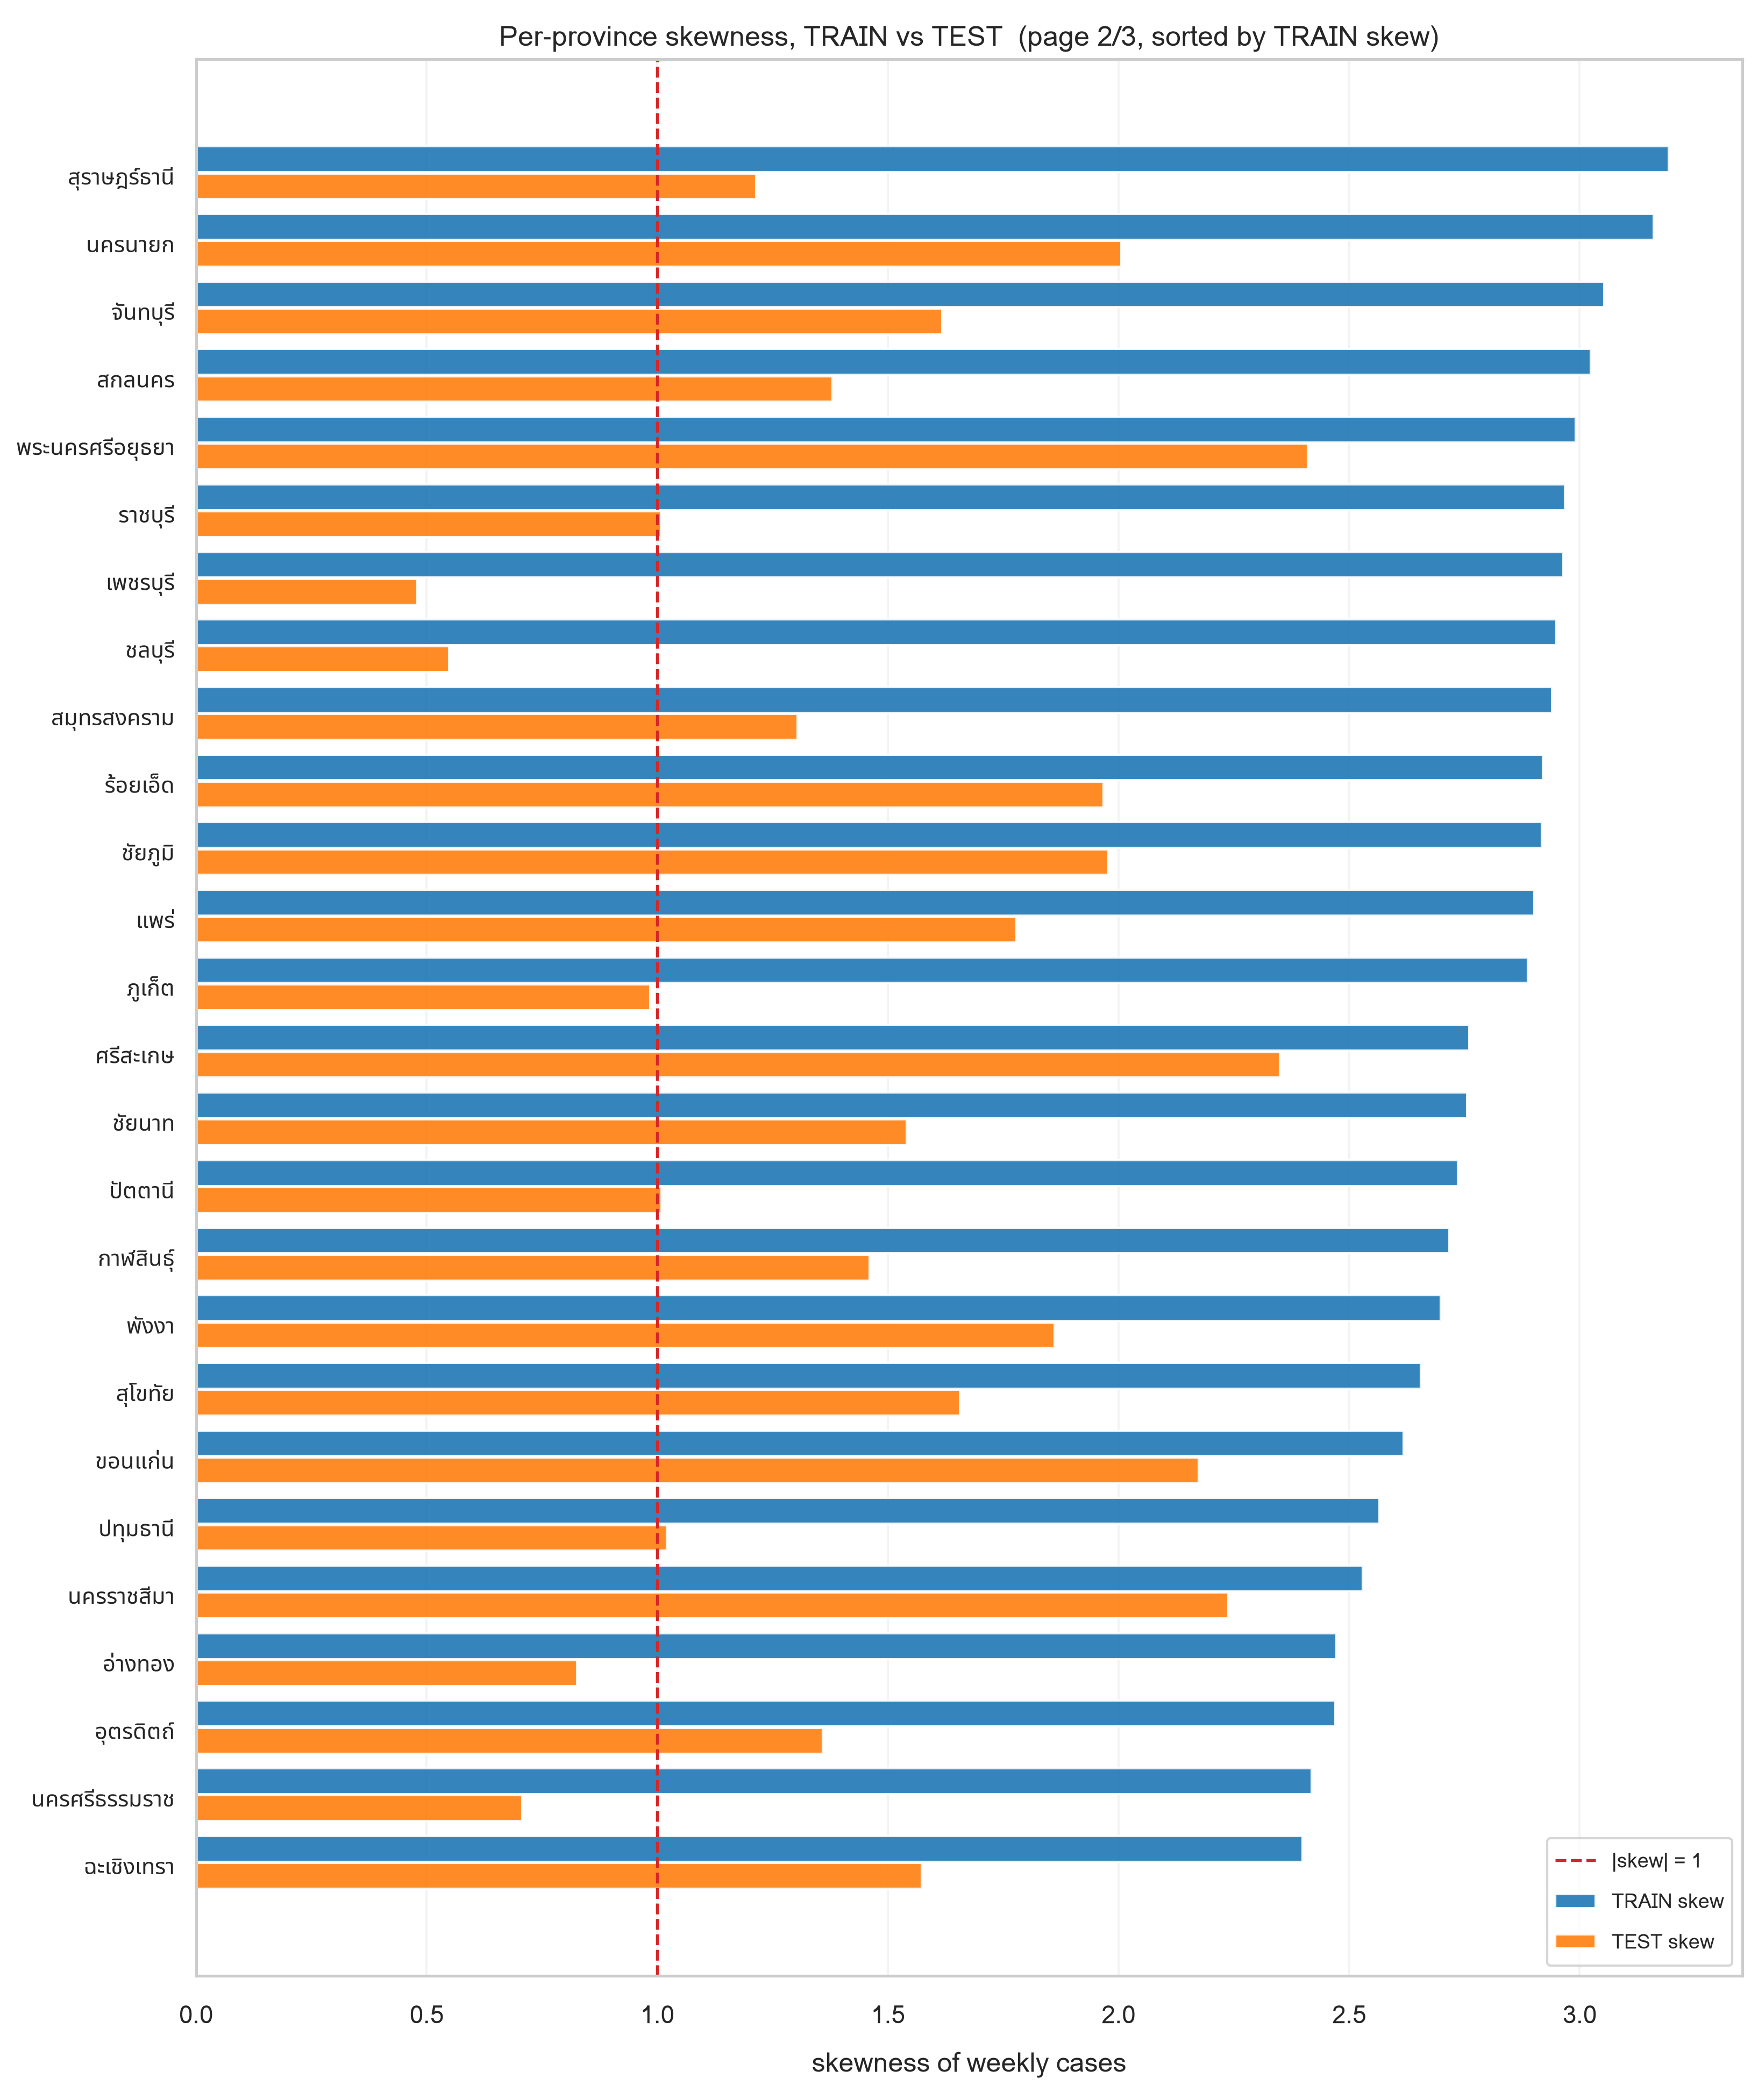 Per-province skewness, TRAIN vs TEST (page 2/3, sorted by TRAIN skew)
สุราษฎร์ธานี
นครนายก
จันทบุรี
สกลนคร
พระนครศรีอยุธยา
ราชบุรี
เพชรบุรี
ชลบุรี
สมุทรสงคราม
ร้อยเอ็ด
ชัยภูมิ
แพร่
ภูเก็ต
ศรีสะเกษ
ชัยนาท
ปัตตานี
กาฬสินธุ์
พังงา
สุโขทัย
ขอนแก่น
ปทุมธานี
นครราชสีมา
อ่างทอง
อุตรดิตถ์
นครศรีธรรมราช
ฉะเชิงเทรา
|skew| = 1
TRAIN skew
TEST skew
0.0 0.5 1.0 1.5 2.0 2.5 3.0
skewness of weekly cases